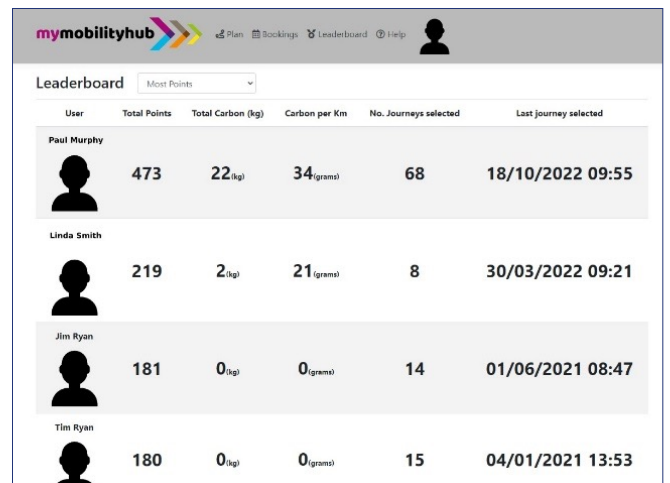 mymobilityhub Plan Bookings Leaderboard Help
Leaderboard Most Points
User Total Points Total Carbon (kg) Carbon per Km No. Journeys selected Last journey selected
Paul Murphy
473 22(kg) 34(grams) 68 18/10/2022 09:55
Linda Smith
219 2(kg) 21(grams) 8 30/03/2022 09:21
Jim Ryan
181 0(kg) 0(grams) 14 01/06/2021 08:47
Tim Ryan
180 0(kg) 0(grams) 15 04/01/2021 13:53